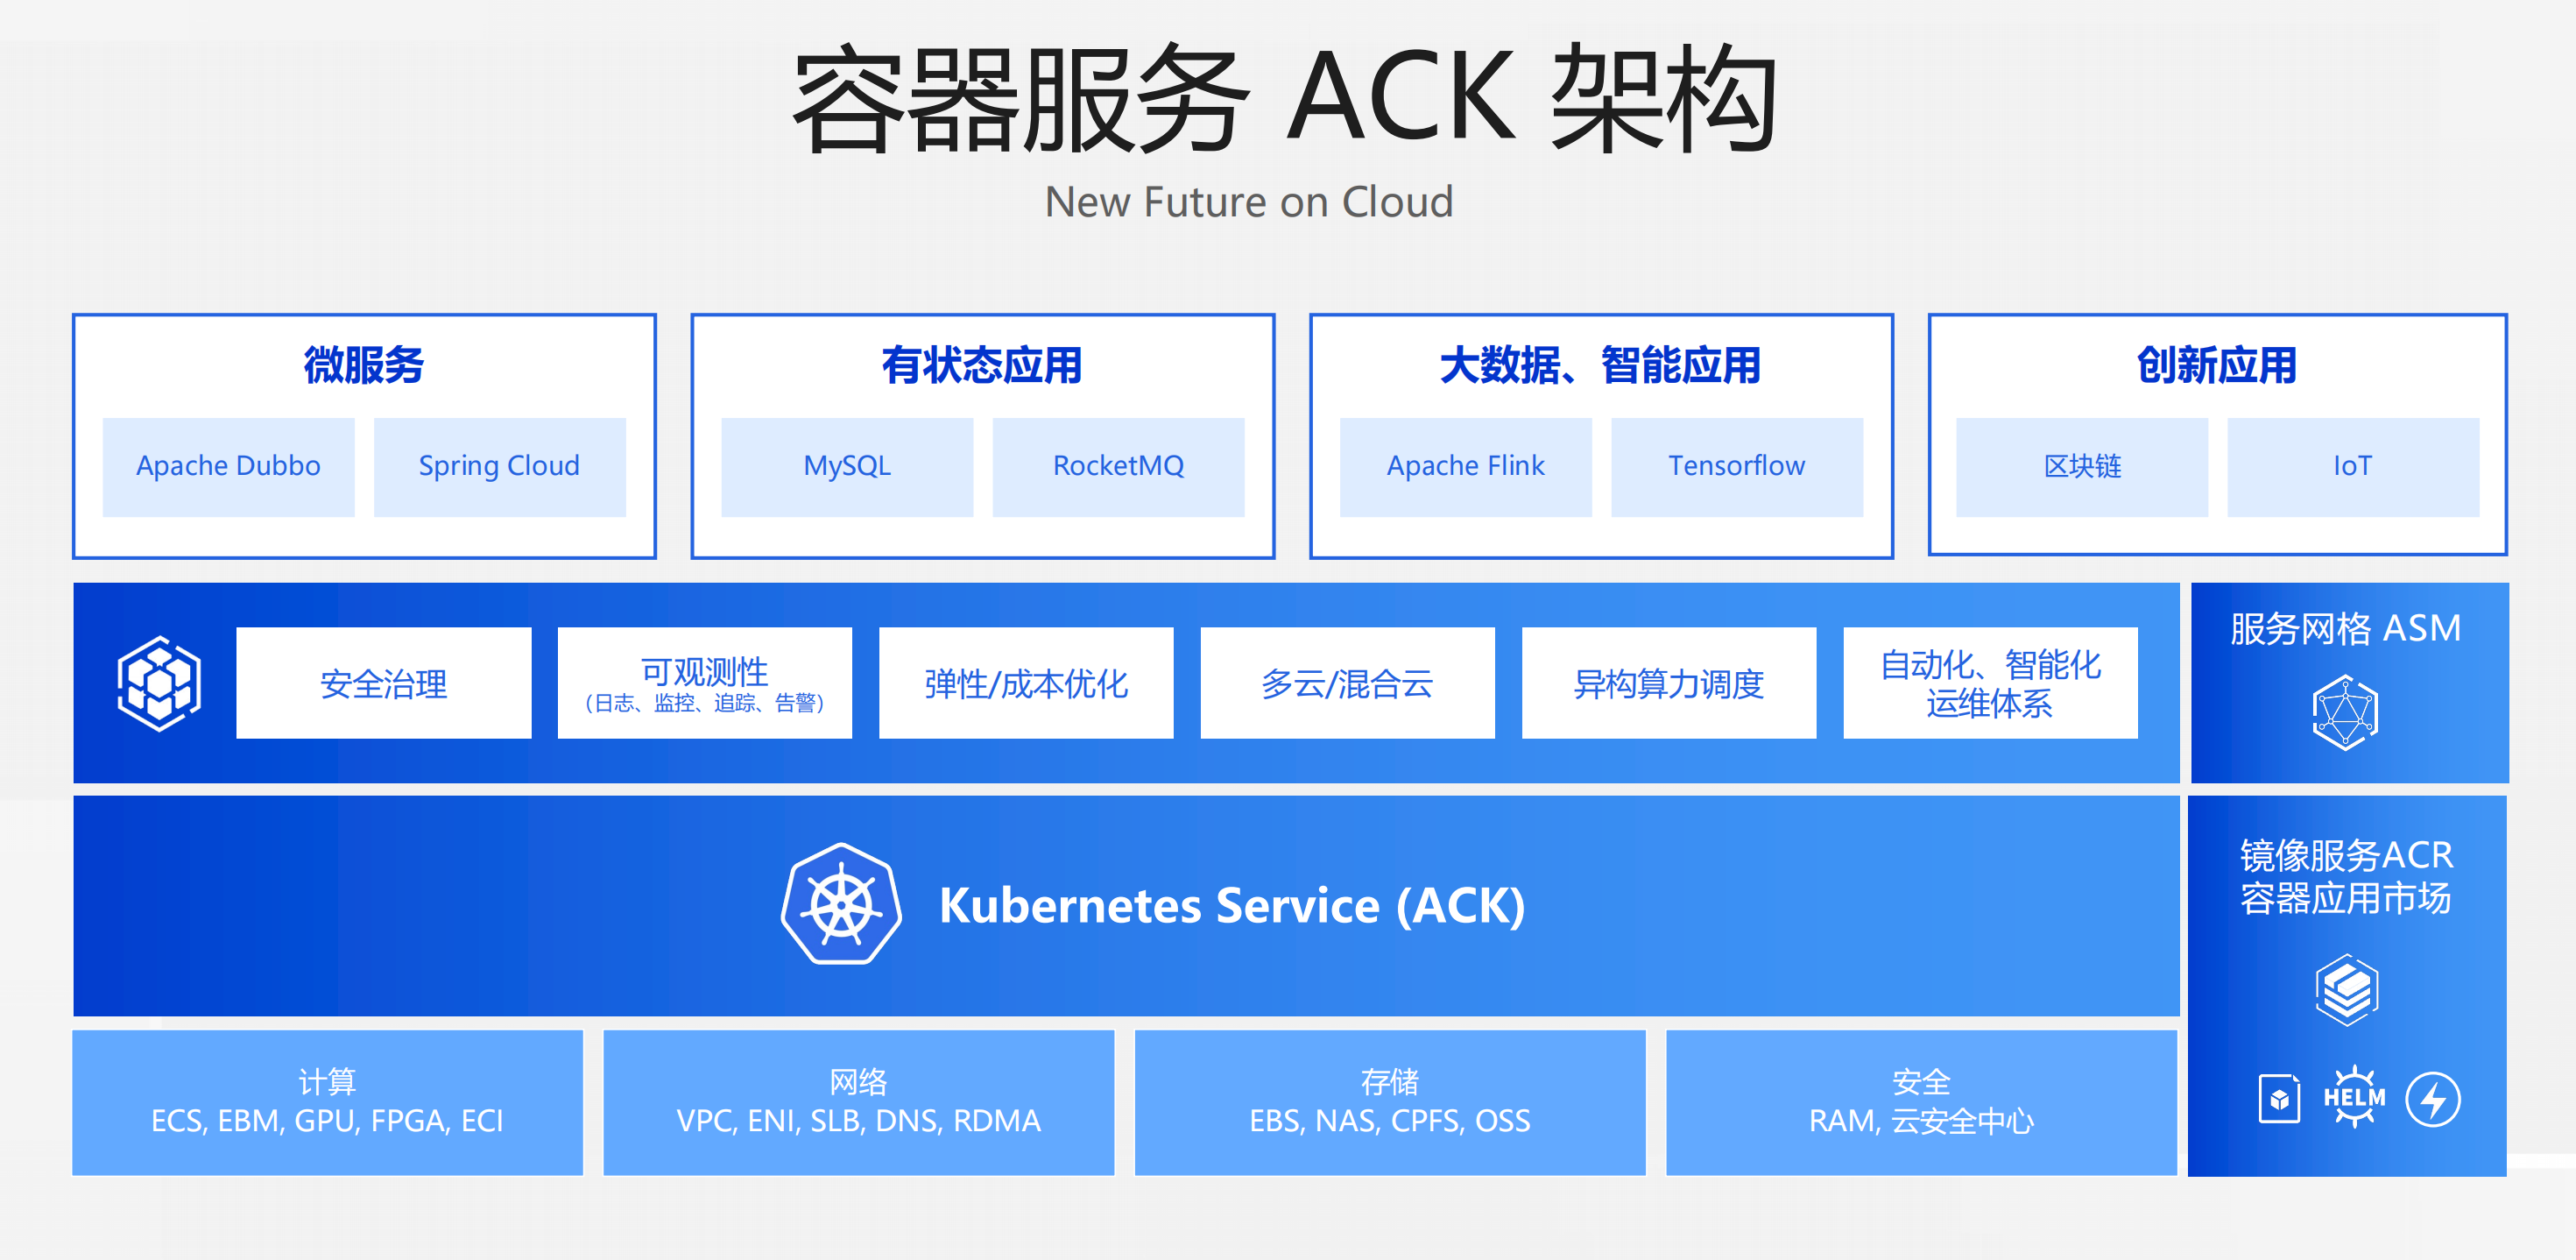 容器服务 ACK 架构
New Future on Cloud
微服务
Apache Dubbo
Spring Cloud
有状态应用
MySQL
RocketMQ
大数据、智能应用
Apache Flink
Tensorflow
创新应用
区块链
IoT
安全治理
可观测性
（日志、监控、追踪、告警）
弹性/成本优化
多云/混合云
异构算力调度
自动化、智能化
运维体系
服务网格 ASM
Kubernetes Service (ACK)
镜像服务ACR
容器应用市场
HELM
计算
ECS, EBM, GPU, FPGA, ECI
网络
VPC, ENI, SLB, DNS, RDMA
存储
EBS, NAS, CPFS, OSS
安全
RAM, 云安全中心